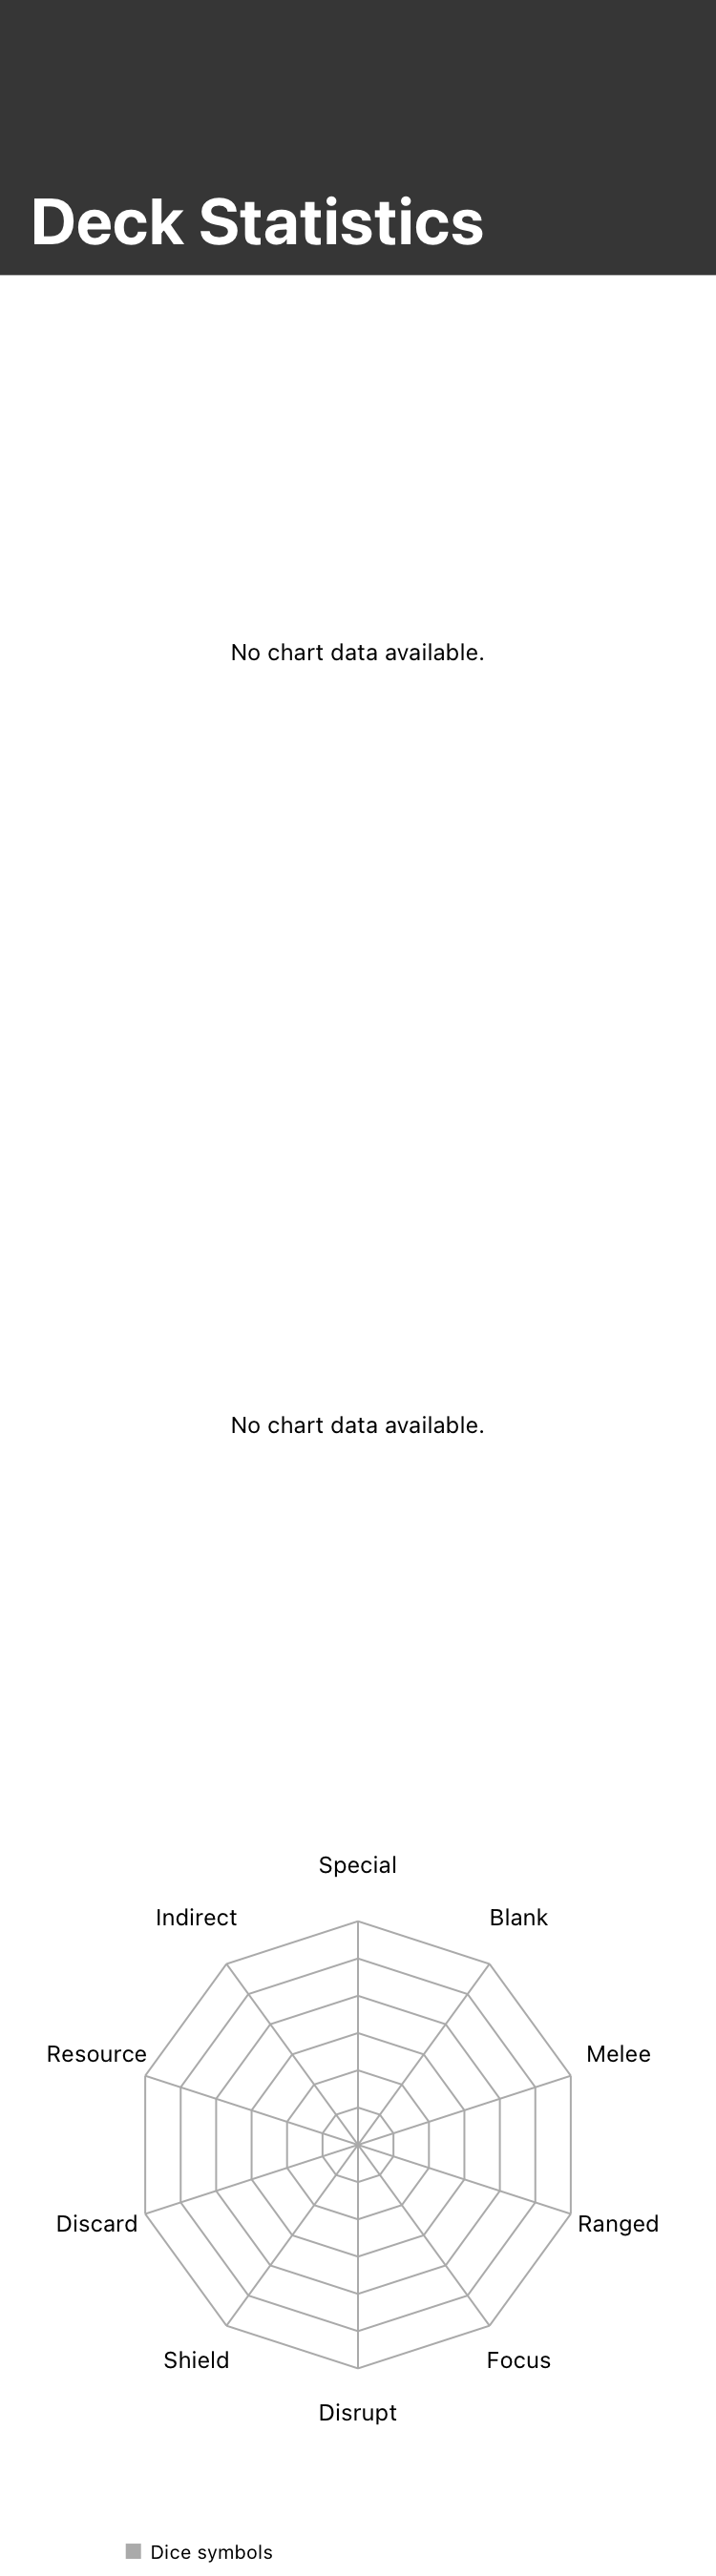 Deck Statistics
No chart data available.
No chart data available.
Special
Indirect
Blank
Resource
Melee
Discard
Ranged
Shield
Focus
Disrupt
Dice symbols